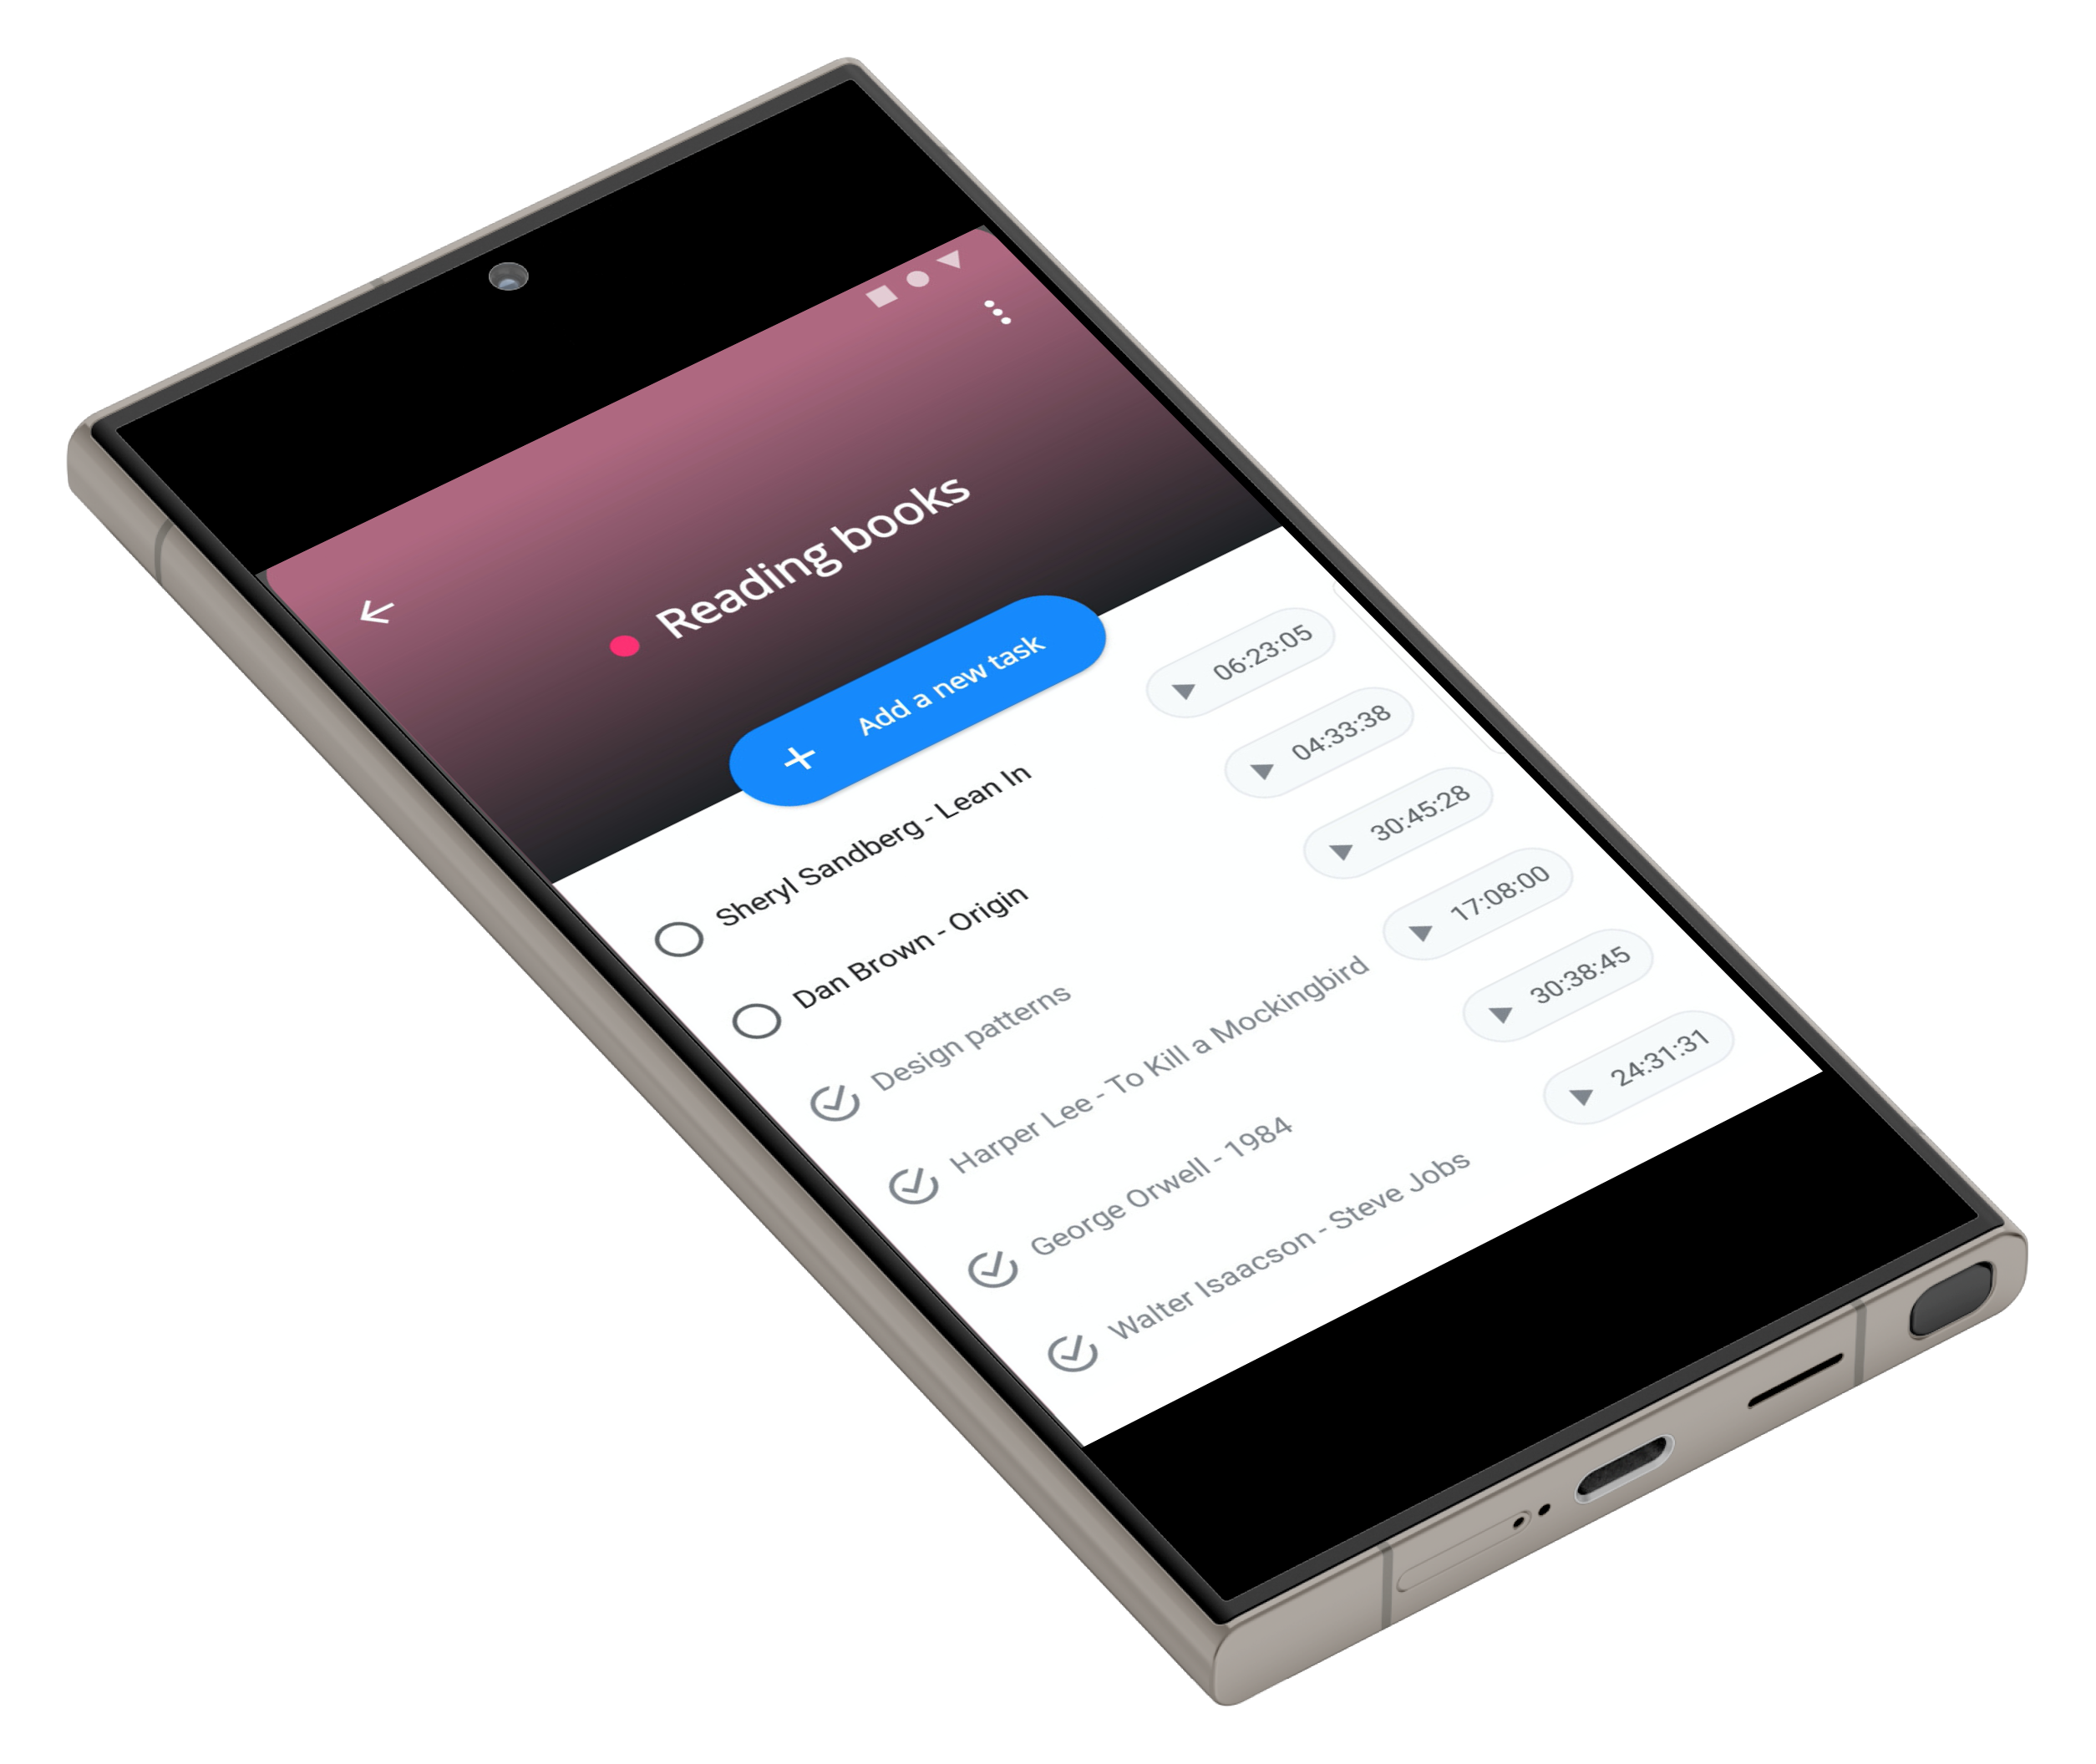 Reading books
Add a new task
Sheryl Sandberg - Lean In 06:23:05
Dan Brown - Origin 04:33:38
Design patterns 30:45:28
Harper Lee - To Kill a Mockingbird 17:08:00
George Orwell - 1984 30:38:45
Walter Isaacson - Steve Jobs 24:31:31